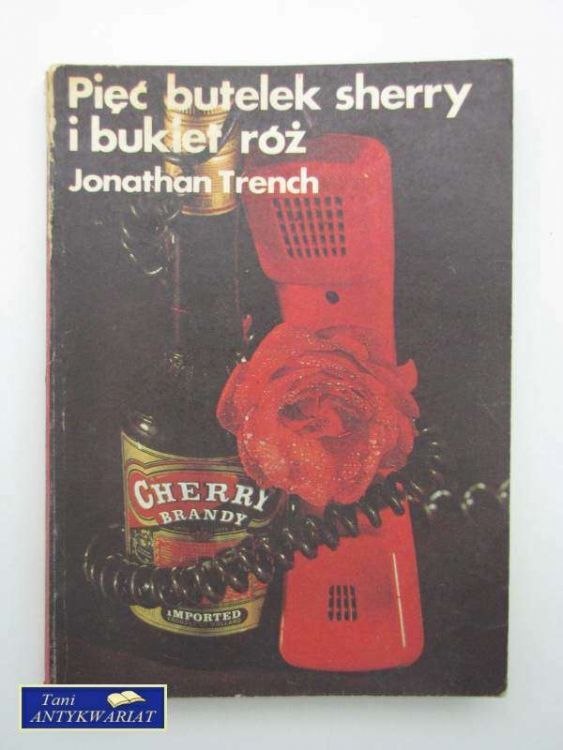 Pięć butelek sherry
i bukiet róż
Jonathan Trench
CHERRY
BRANDY
IMPORTED
Tani
ANTYKWARIAT